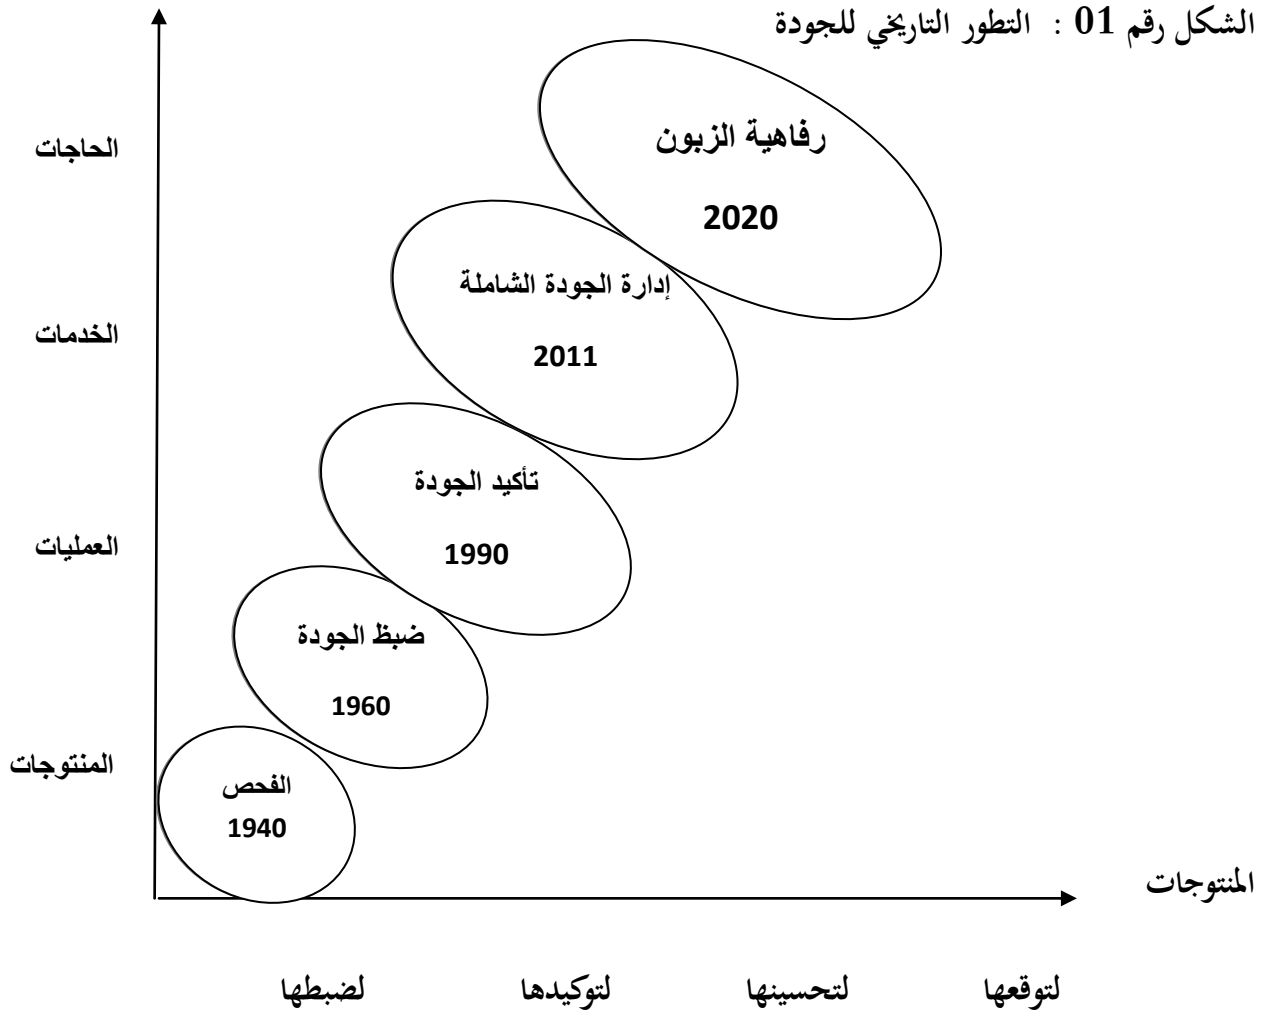 الشكل رقم 01 : التطور التاريخي للجودة
رفاهية الزبون
2020
الحاجات
إدارة الجودة الشاملة
2011
الخدمات
تأكيد الجودة
1990
العمليات
ضبظ الجودة
1960
المنتوجات
الفحص
1940
المنتوجات
لضبطها لتوكيدها لتحسينها لتوقعها